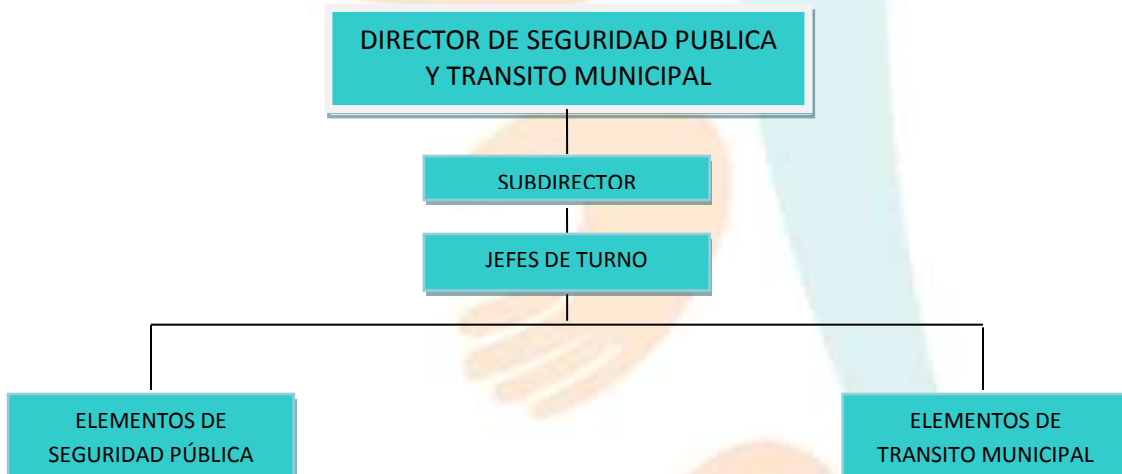 DIRECTOR DE SEGURIDAD PUBLICA
Y TRANSITO MUNICIPAL
SUBDIRECTOR
JEFES DE TURNO
ELEMENTOS DE
SEGURIDAD PÚBLICA
ELEMENTOS DE
TRANSITO MUNICIPAL